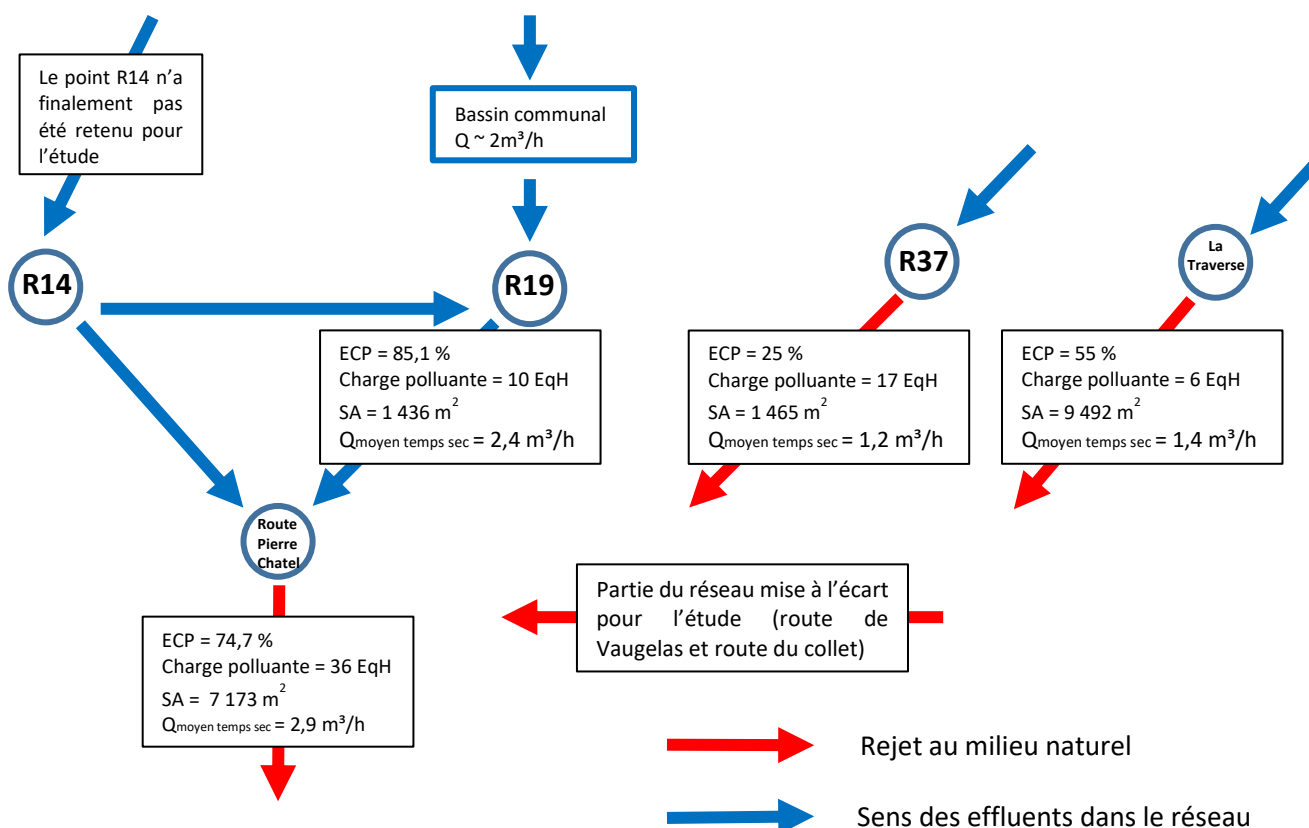 Le point R14 n’a
finalement pas
été retenu pour
l’étude
Bassin communal
Q ~ 2m³/h
R14
R19
R37
La
Traverse
ECP = 85,1 %
Charge polluante = 10 EqH
SA = 1 436 m²
Qmoyen temps sec = 2,4 m³/h
ECP = 25 %
Charge polluante = 17 EqH
SA = 1 465 m²
Qmoyen temps sec = 1,2 m³/h
ECP = 55 %
Charge polluante = 6 EqH
SA = 9 492 m²
Qmoyen temps sec = 1,4 m³/h
Route
Pierre
Chatel
Partie du réseau mise à l’écart
pour l’étude (route de
Vaugelas et route du collet)
ECP = 74,7 %
Charge polluante = 36 EqH
SA = 7 173 m²
Qmoyen temps sec = 2,9 m³/h
Rejet au milieu naturel
Sens des effluents dans le réseau